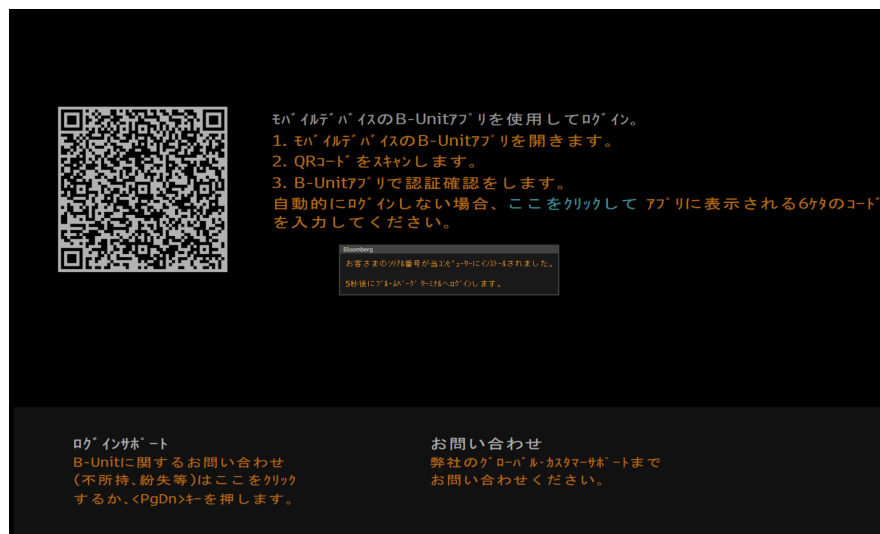 ﾓﾊﾞｲﾙﾃﾞﾊﾞｲｽのB-Unitｱﾌﾟﾘを使用してﾛｸﾞｲﾝ。
1. ﾓﾊﾞｲﾙﾃﾞﾊﾞｲｽのB-Unitｱﾌﾟﾘを開きます。
2. QRｺｰﾄﾞをｽｷｬﾝします。
3. B-Unitｱﾌﾟﾘで認証確認をします。
自動的にﾛｸﾞｲﾝしない場合、ここをｸﾘｯｸして ｱﾌﾟﾘに表示される6ｹﾀのｺｰﾄﾞ
を入力してください。
Bloomberg
お客さまのｼﾘｱﾙ番号が当ｺﾝﾋﾟｭｰﾀｰにｲﾝｽﾄｰﾙされました。
5秒後にﾌﾞﾙｰﾑﾊﾞｰｸﾞ ﾀｰﾐﾅﾙへﾛｸﾞｲﾝします。
ﾛｸﾞｲﾝｻﾎﾟｰﾄ
B-Unitに関するお問い合わせ
(不所持､紛失等)はここをｸﾘｯｸ
するか､<PgDn>ｷｰを押します。
お問い合わせ
弊社のｸﾞﾛｰﾊﾞﾙ･ｶｽﾀﾏｰｻﾎﾟｰﾄまで
お問い合わせください。